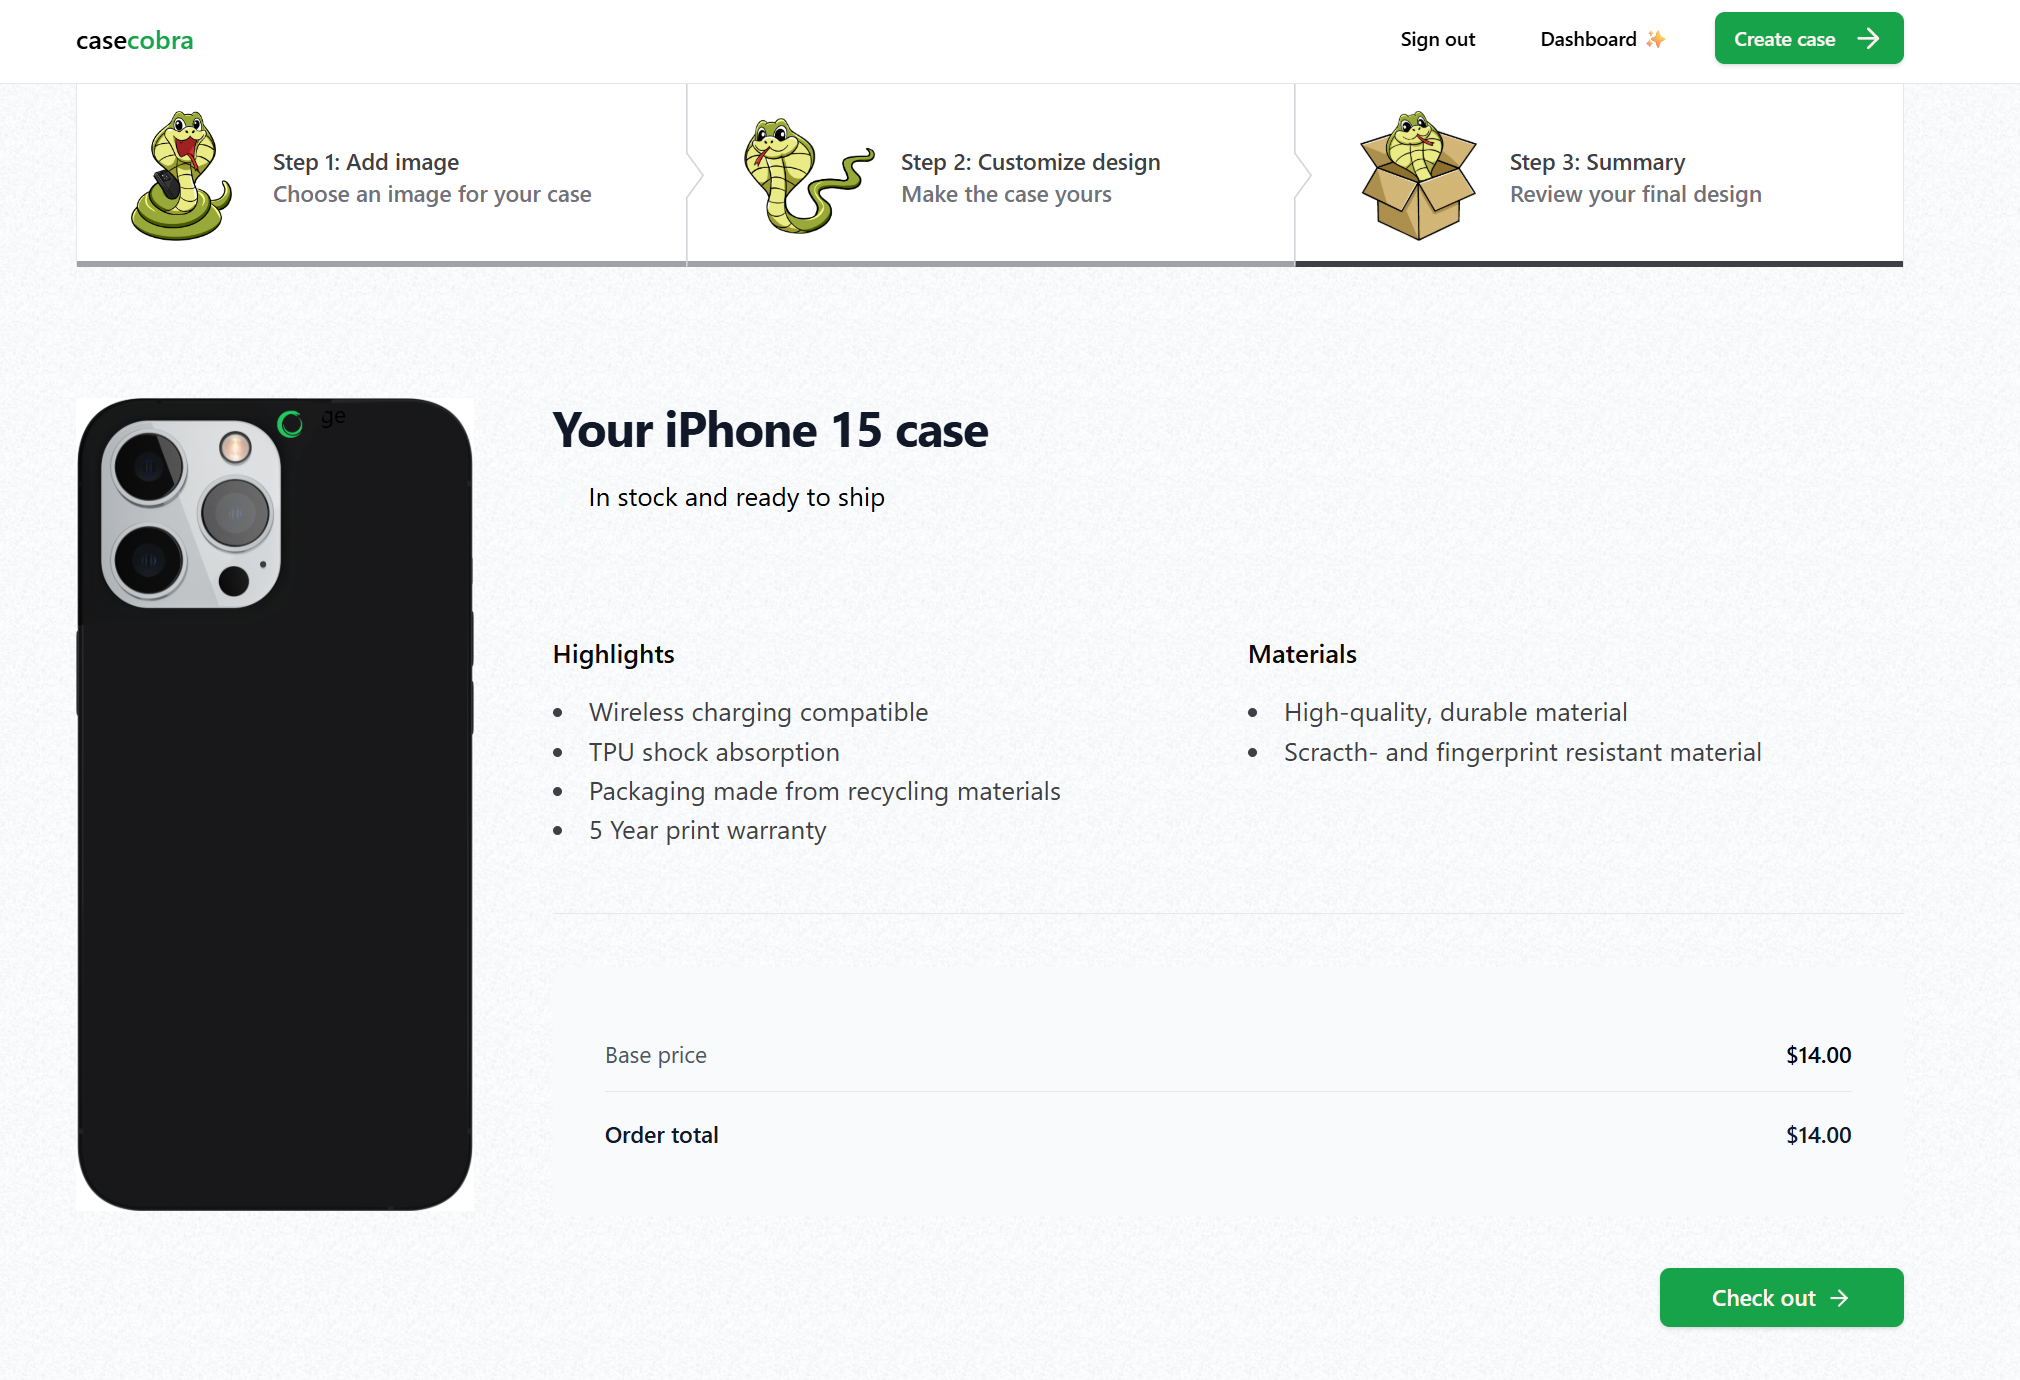 casecobra
Sign out
Dashboard ✨
Create case
Step 1: Add image
Choose an image for your case
Step 2: Customize design
Make the case yours
Step 3: Summary
Review your final design
ge
Your iPhone 15 case
In stock and ready to ship
Highlights
Wireless charging compatible
TPU shock absorption
Packaging made from recycling materials
5 Year print warranty
Materials
High-quality, durable material
Scracth- and fingerprint resistant material
Base price
$14.00
Order total
$14.00
Check out